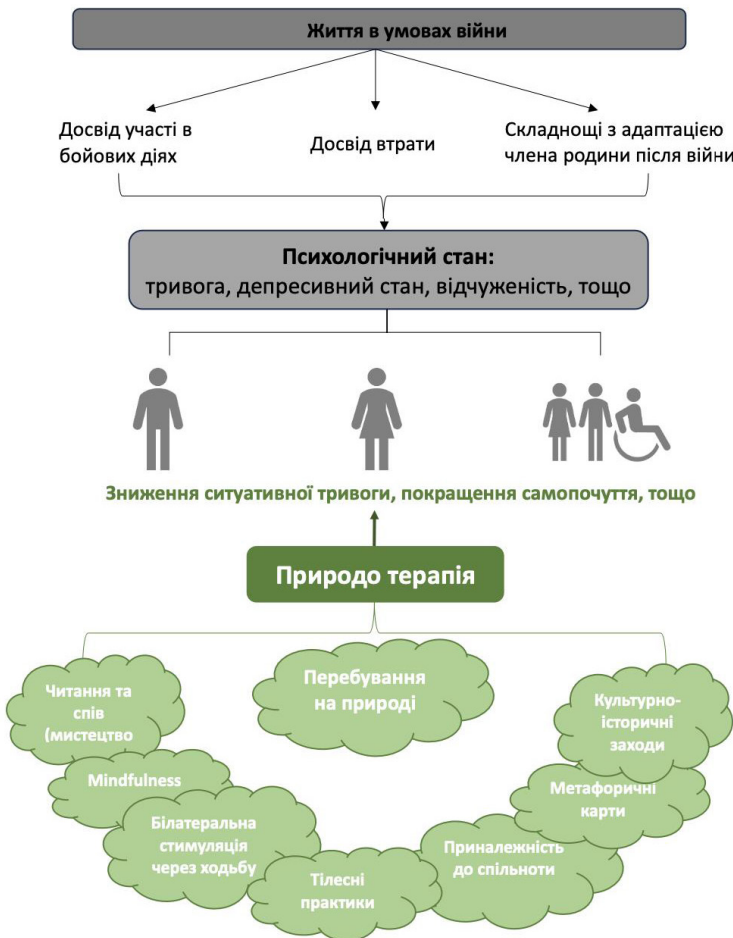 Життя в умовах війни
Досвід участі в
бойових діях
Досвід втрати
Складнощі з адаптацією
члена родини після війни
Психологічний стан:
тривога, депресивний стан, відчуженість, тощо
Зниження ситуативної тривоги, покращення самопочуття, тощо
Природо терапія
Читання та
спів
(мистецтво
Перебування
на природі
Культурно-
історичні
заходи
Mindfulness
Метафоричні
карти
Білатеральна
стимуляція
через ходьбу
Приналежність
до спільноти
Тілесні
практики